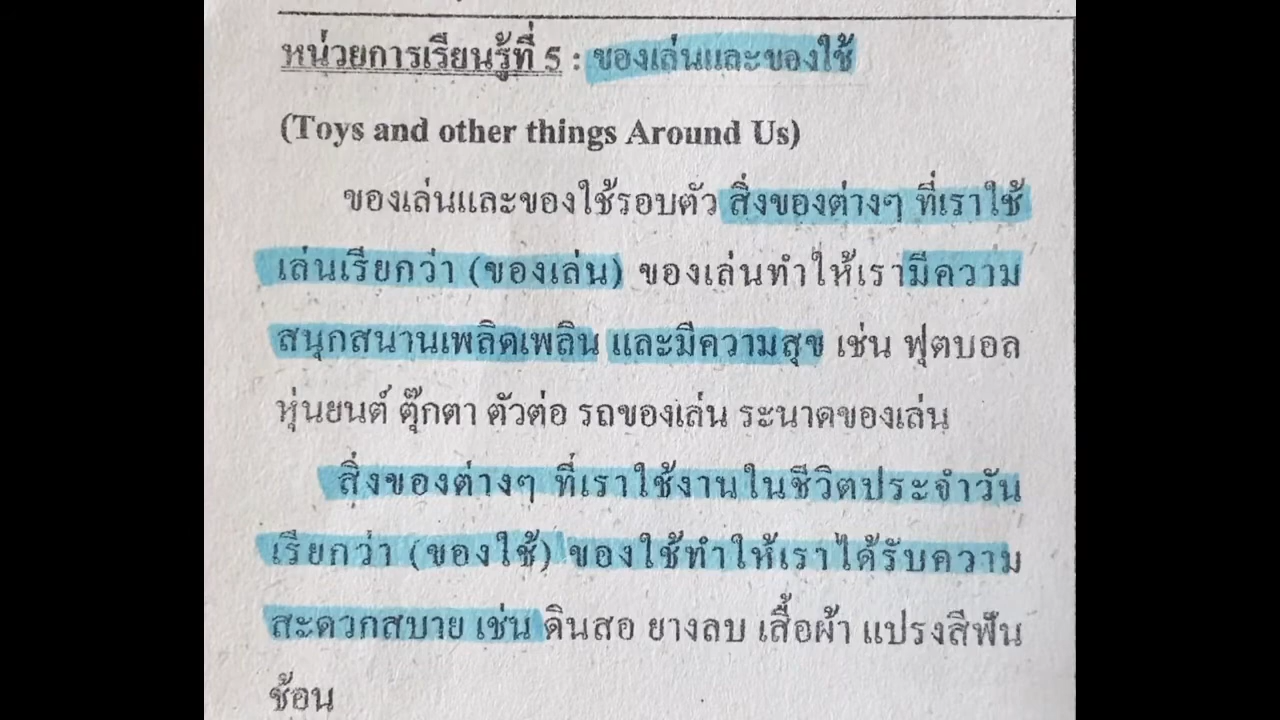 หน่วยการเรียนรู้ที่ 5 : ของเล่นและของใช้
(Toys and other things Around Us)
ของเล่นและของใช้รอบตัว สิ่งของต่างๆ ที่เราใช้
เล่นเรียกว่า (ของเล่น) ของเล่นทำให้เรามีความ
สนุกสนานเพลิดเพลิน และมีความสุข เช่น ฟุตบอล
หุ่นยนต์ ตุ๊กตา ตัวต่อ รถของเล่น ระนาดของเล่น
สิ่งของต่างๆ ที่เราใช้งานในชีวิตประจำวัน
เรียกว่า (ของใช้) ของใช้ทำให้เราได้รับความ
สะดวกสบาย เช่น ดินสอ ยางลบ เสื้อผ้า แปรงสีฟัน
ช้อน